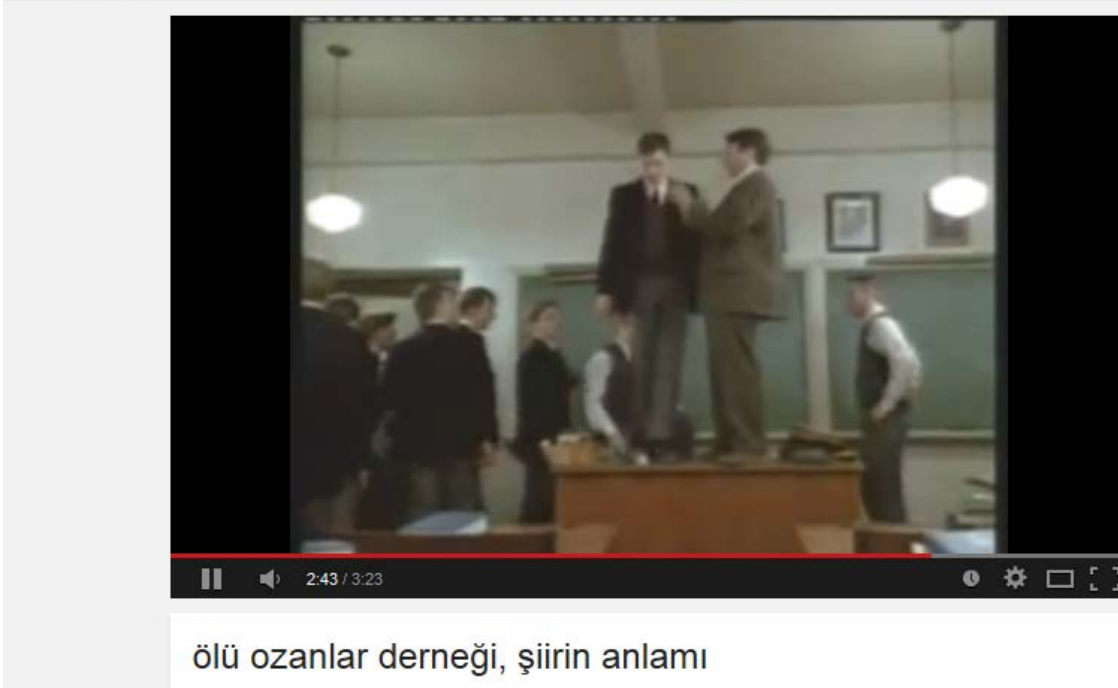 2:43 / 3:23
ölü ozanlar derneği, şiirin anlamı